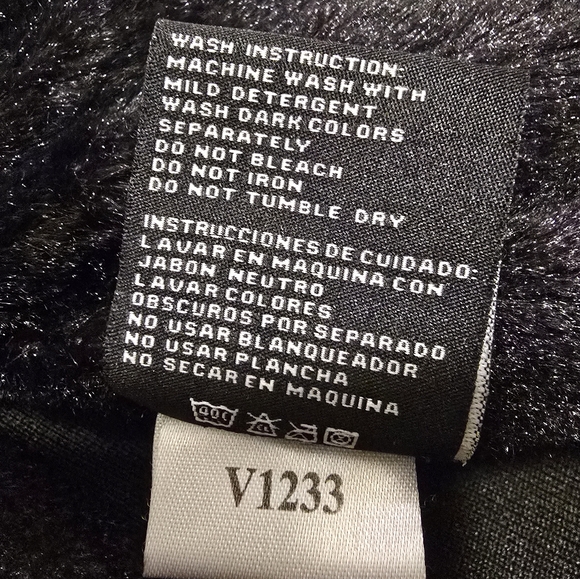 WASH INSTRUCTION:
MACHINE WASH WITH
MILD DETERGENT
WASH DARK COLORS
SEPARATELY
DO NOT BLEACH
DO NOT IRON
DO NOT TUMBLE DRY
INSTRUCCIONES DE CUIDADO:
LAVAR EN MAQUINA CON
JABON NEUTRO
LAVAR COLORES
OBSCUROS POR SEPARADO
NO USAR BLANQUEADOR
NO USAR PLANCHA
NO SECAR EN MAQUINA
V1233